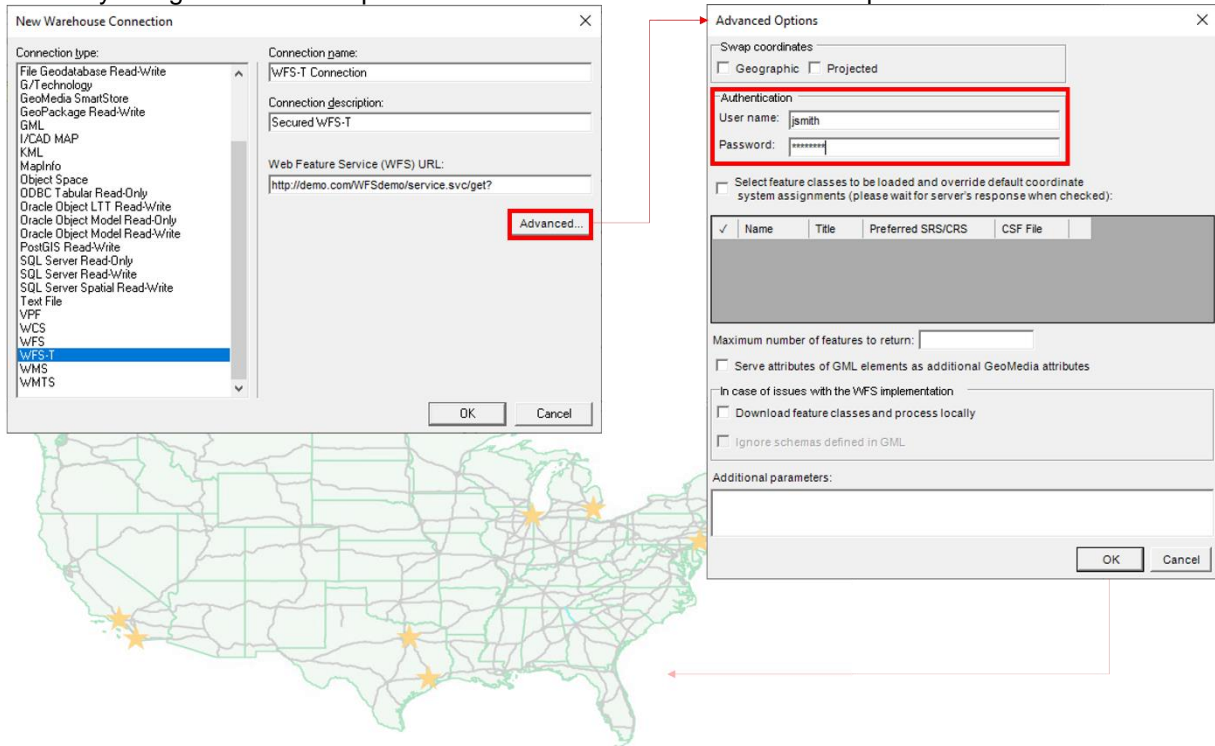 New Warehouse Connection
Connection type:
File Geodatabase Read-Write
G/Technology
GeoMedia SmartStore
GeoPackage Read-Write
GML
I/CAD MAP
KML
MapInfo
Object Space
ODBC Tabular Read-Only
Oracle Object LTT Read-Write
Oracle Object Model Read-Only
Oracle Object Model Read-Write
PostGIS Read-Write
SQL Server Read-Only
SQL Server Read-Write
SQL Server Spatial Read-Write
Text File
VPF
WCS
WFS
WFS-T
WMS
WMTS
Connection name:
WFS-T Connection
Connection description:
Secured WFS-T
Web Feature Service (WFS) URL:
http://demo.com/WFSdemo/service.svc/get?
Advanced...
OK Cancel
Advanced Options
Swap coordinates
Geographic Projected
Authentication
User name: jsmith
Password: ********
Select feature classes to be loaded and override default coordinate
system assignments (please wait for server's response when checked):
✓ Name Title Preferred SRS/CRS CSF File
Maximum number of features to return:
Serve attributes of GML elements as additional GeoMedia attributes
In case of issues with the WFS implementation
Download feature classes and process locally
Ignore schemas defined in GML
Additional parameters:
OK Cancel